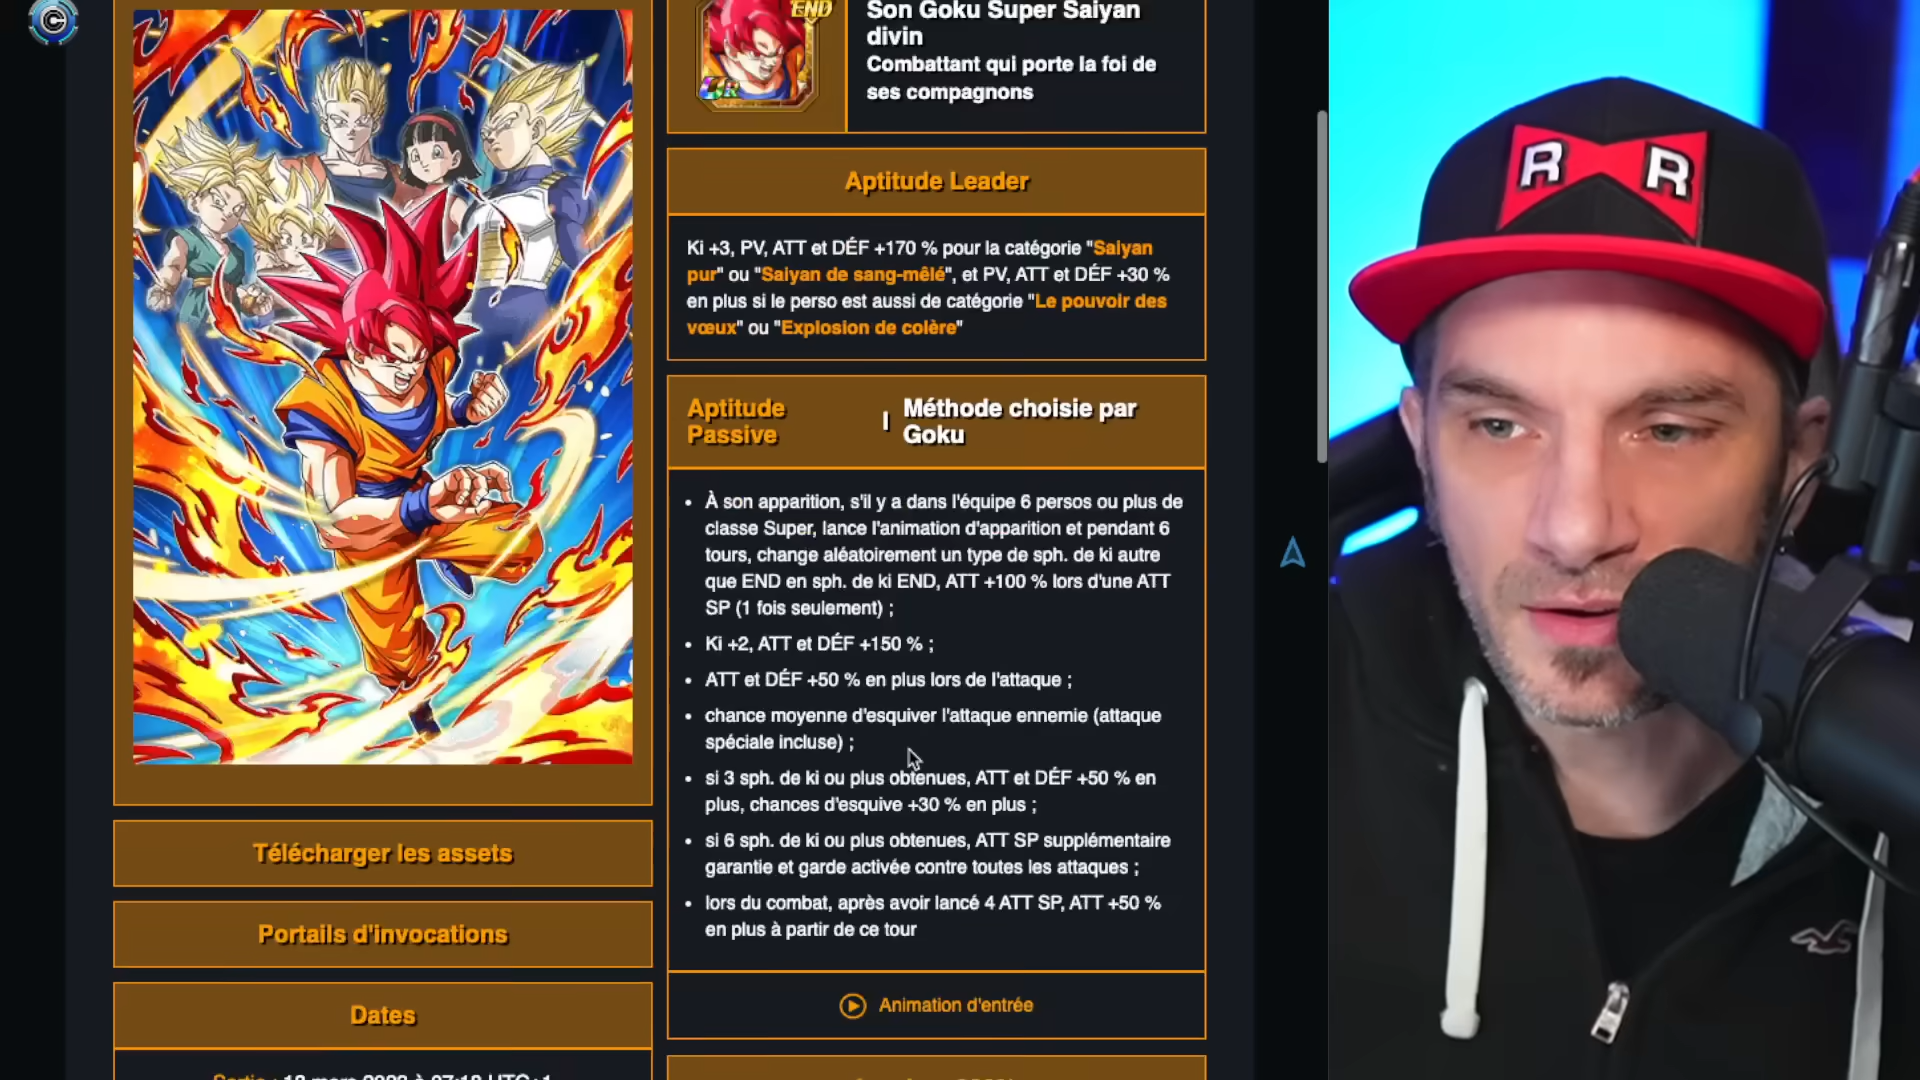 END
UR
Son Goku Super Saiyan
divin
Combattant qui porte la foi de
ses compagnons
Aptitude Leader
Ki +3, PV, ATT et DÉF +170 % pour la catégorie "Saiyan
pur" ou "Saiyan de sang-mêlé", et PV, ATT et DÉF +30 %
en plus si le perso est aussi de catégorie "Le pouvoir des
vœux" ou "Explosion de colère"
Aptitude
Passive
Méthode choisie par
Goku
À son apparition, s'il y a dans l'équipe 6 persos ou plus de
classe Super, lance l'animation d'apparition et pendant 6
tours, change aléatoirement un type de sph. de ki autre
que END en sph. de ki END, ATT +100 % lors d'une ATT
SP (1 fois seulement) ;
Ki +2, ATT et DÉF +150 % ;
ATT et DÉF +50 % en plus lors de l'attaque ;
chance moyenne d'esquiver l'attaque ennemie (attaque
spéciale incluse) ;
si 3 sph. de ki ou plus obtenues, ATT et DÉF +50 % en
plus, chances d'esquive +30 % en plus ;
si 6 sph. de ki ou plus obtenues, ATT SP supplémentaire
garantie et garde activée contre toutes les attaques ;
lors du combat, après avoir lancé 4 ATT SP, ATT +50 %
en plus à partir de ce tour
Animation d'entrée
Télécharger les assets
Portails d'invocations
Dates
R R